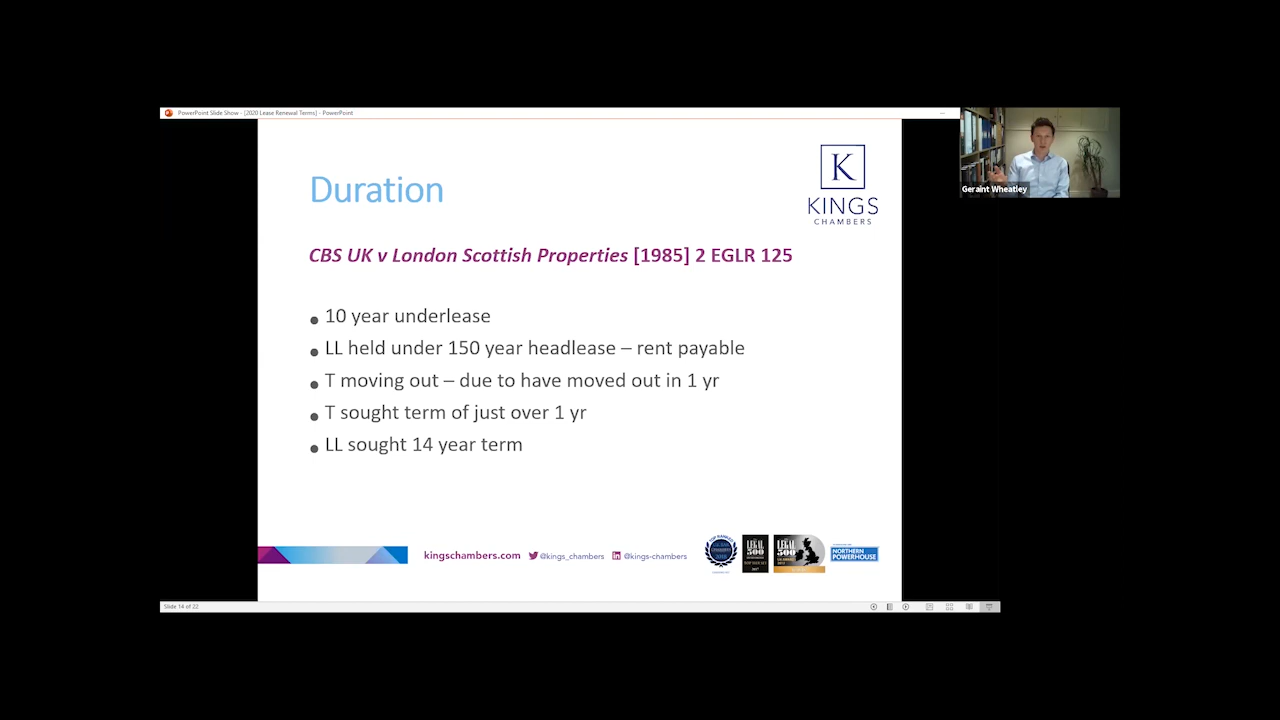 PowerPoint Slide Show - [2020 Lease Renewal Terms] - PowerPoint
Geraint Wheatley
Duration
K
KINGS
CHAMBERS
CBS UK v London Scottish Properties [1985] 2 EGLR 125
10 year underlease
LL held under 150 year headlease – rent payable
T moving out – due to have moved out in 1 yr
T sought term of just over 1 yr
LL sought 14 year term
kingschambers.com @kings_chambers @kings-chambers
LEGAL
500
LEGAL
500
NORTHERN
POWERHOUSE
Slide 14 of 22